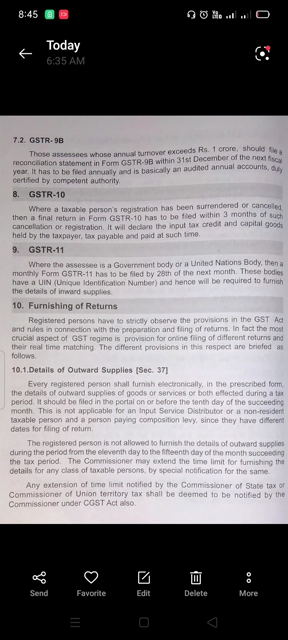 8:45
Today
6:35 AM
7.2. GSTR-9B
Those assessees whose annual turnover exceeds Rs. 1 crore, should file a
reconciliation statement in Form GSTR-9B within 31st December of the next fiscal
year. It has to be filed annually and is basically an audited annual accounts, duly
certified by competent authority.
8. GSTR-10
Where a taxable person's registration has been surrendered or cancelled,
then a final return in Form GSTR-10 has to be filed within 3 months of such
cancellation or registration. It will declare the input tax credit and capital goods
held by the taxpayer, tax payable and paid at such time.
9. GSTR-11
Where the assessee is a Government body or a United Nations Body, then a
monthly Form GSTR-11 has to be filed by 28th of the next month. These bodies
have a UIN (Unique Identification Number) and hence will be required to furnish
the details of inward supplies.
10. Furnishing of Returns
Registered persons have to strictly observe the provisions in the GST Act
and rules in connection with the preparation and filing of returns. In fact the most
crucial aspect of GST regime is provision for online filing of different returns and
their real time matching. The different provisions in this respect are briefed as
follows.
10.1.Details of Outward Supplies [Sec. 37]
Every registered person shall furnish electronically, in the prescribed form,
the details of outward supplies of goods or services or both effected during a tax
period. It should be filed in the portal on or before the tenth day of the succeeding
month. This is not applicable for an Input Service Distributor or a non-resident
taxable person and a person paying composition levy, since they have different
dates for filing of return.
The registered person is not allowed to furnish the details of outward supplies
during the period from the eleventh day to the fifteenth day of the month succeeding
the tax period. The Commissioner may extend the time limit for furnishing the
details for any class of taxable persons, by special notification for the same.
Any extension of time limit notified by the Commissioner of State tax or
Commissioner of Union territory tax shall be deemed to be notified by the
Commissioner under CGST Act also.
Send Favorite Edit Delete More